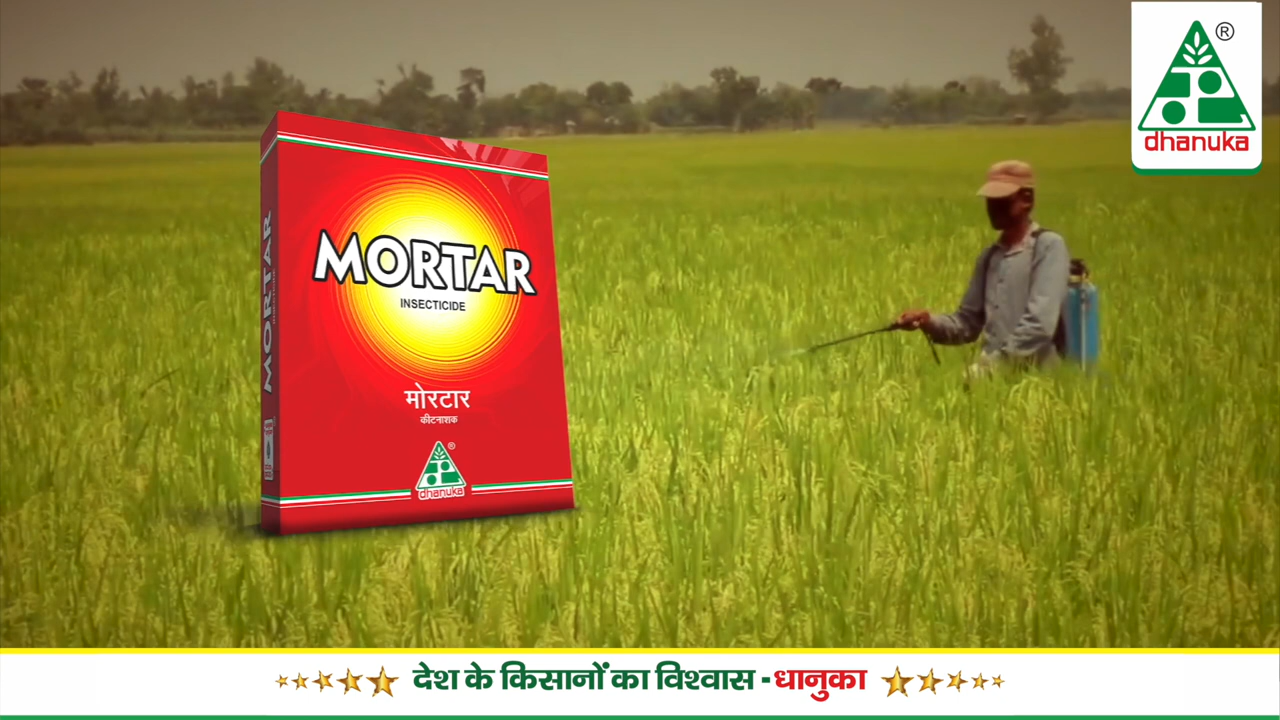 ®
dhanuka
MORTAR
INSECTICIDE
मोरटार
कीटनाशक
®
dhanuka
MORTAR
देश के किसानों का विश्वास - धानुका